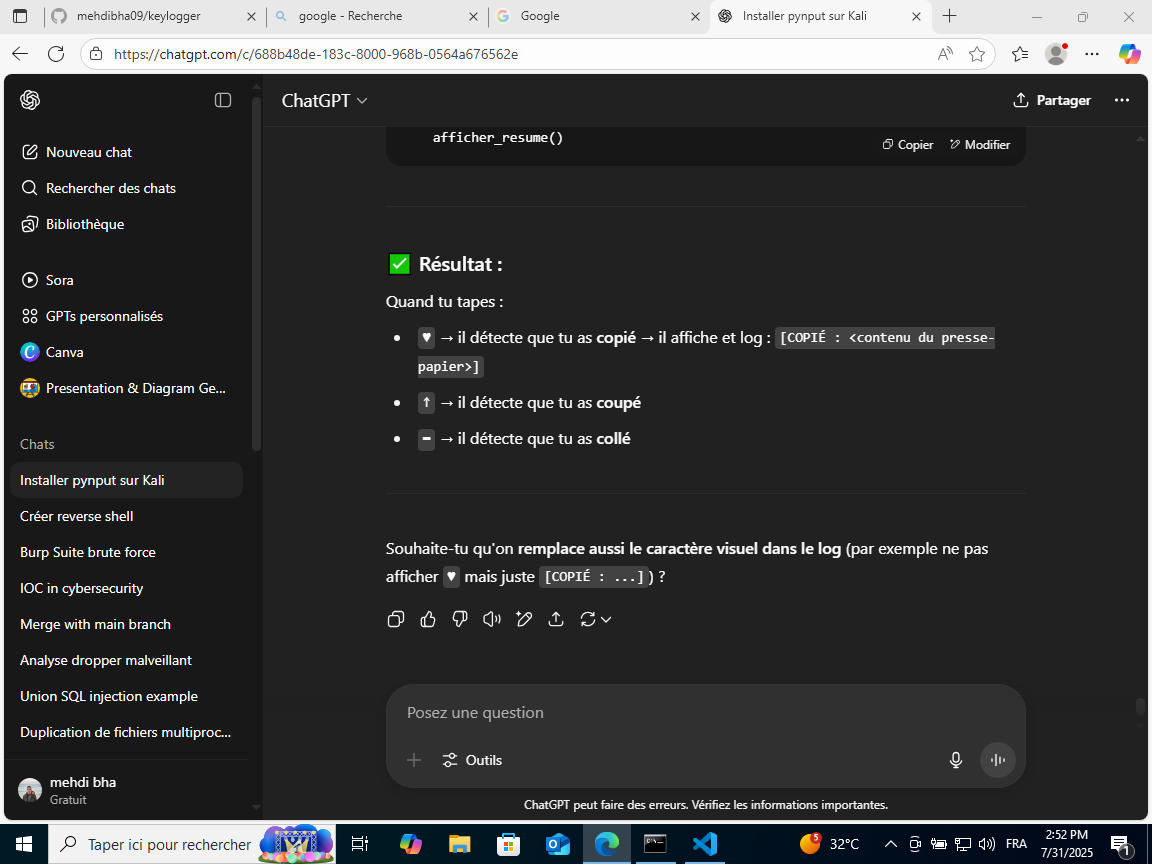 mehdibha09/keylogger
google - Recherche
Google
Installer pynput sur Kali
https://chatgpt.com/c/688b48de-183c-8000-968b-0564a676562e
ChatGPT
Partager
Nouveau chat
Rechercher des chats
Bibliothèque
Sora
GPTs personnalisés
Canva
Presentation & Diagram Ge...
Chats
Installer pynput sur Kali
Créer reverse shell
Burp Suite brute force
IOC in cybersecurity
Merge with main branch
Analyse dropper malveillant
Union SQL injection example
Duplication de fichiers multiproc...
mehdi bha
Gratuit
afficher_resume()
Copier
Modifier
✅ Résultat :
Quand tu tapes :
• ♥ → il détecte que tu as copié → il affiche et log : [COPIÉ : <contenu du presse-
papier>]
• ↑ → il détecte que tu as coupé
• – → il détecte que tu as collé
Souhaite-tu qu'on remplace aussi le caractère visuel dans le log (par exemple ne pas
afficher ♥ mais juste [COPIÉ : ...]) ?
Posez une question
Outils
ChatGPT peut faire des erreurs. Vérifiez les informations importantes.
Taper ici pour rechercher
5
32°C
FRA
2:52 PM
7/31/2025
1